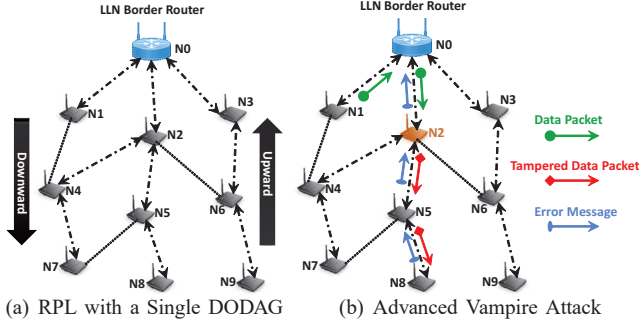 LLN Border Router
N0
N1
N3
N2
Downward
Upward
N4
N5
N6
N7
N8
N9
(a) RPL with a Single DODAG
LLN Border Router
N0
N1
N3
N2
Data Packet
Tampered Data Packet
N4
N5
N6
Error Message
N7
N8
N9
(b) Advanced Vampire Attack